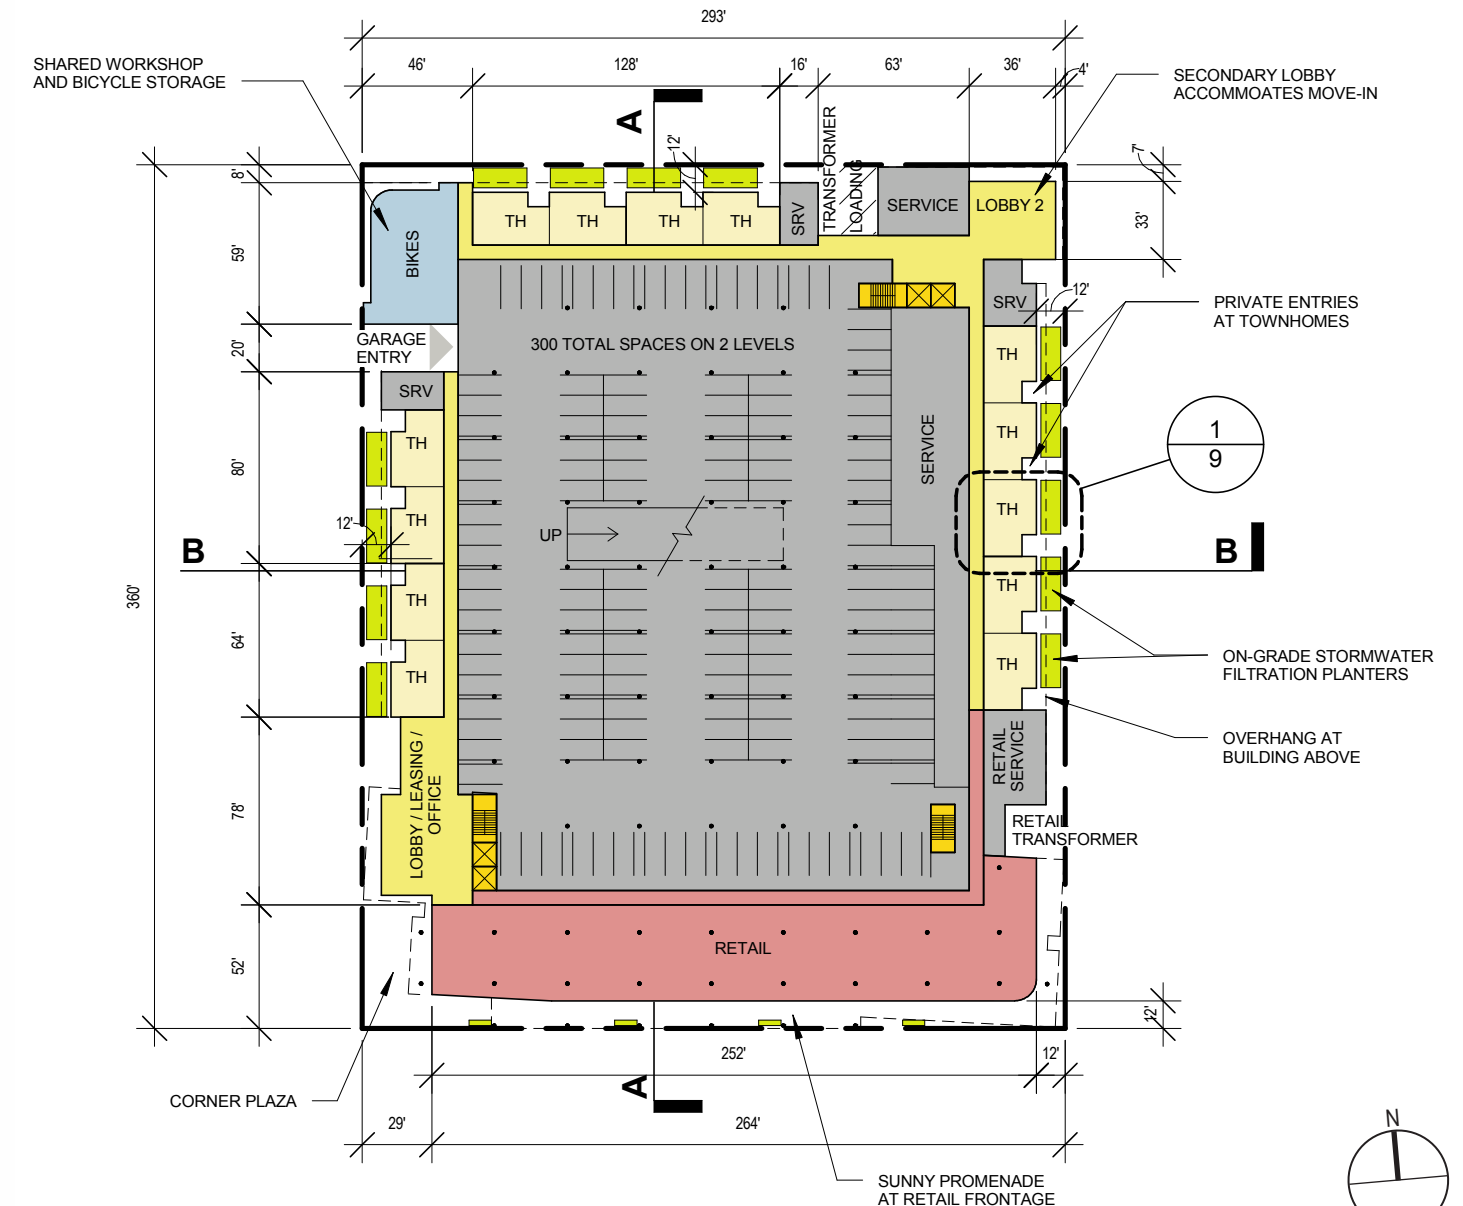 293'
SHARED WORKSHOP
AND BICYCLE STORAGE
46'
128'
16'
63'
36'
4'
SECONDARY LOBBY
ACCOMMOATES MOVE-IN
A
12'
TRANSFORMER
LOADING
7'
8'
TH
TH
TH
TH
SRV
SERVICE
LOBBY 2
33'
59'
BIKES
SRV
12'
PRIVATE ENTRIES
AT TOWNHOMES
GARAGE
ENTRY
20'
300 TOTAL SPACES ON 2 LEVELS
TH
SRV
TH
TH
SERVICE
1
9
80'
TH
TH
12'
UP
B
B
360'
TH
TH
64'
TH
TH
ON-GRADE STORMWATER
FILTRATION PLANTERS
OVERHANG AT
BUILDING ABOVE
RETAIL
SERVICE
LOBBY / LEASING /
OFFICE
78'
RETAIL
TRANSFORMER
RETAIL
52'
12'
252'
12'
A
CORNER PLAZA
29'
264'
N
SUNNY PROMENADE
AT RETAIL FRONTAGE